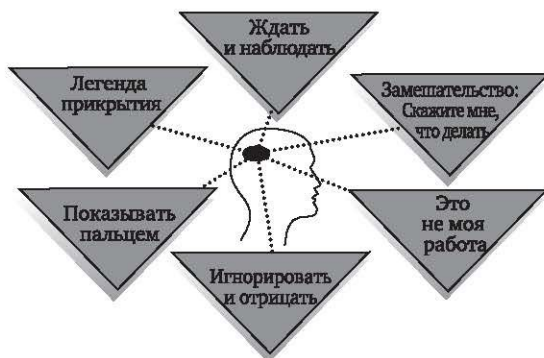 Ждать
и наблюдать
Легенда
прикрытия
Замешательство:
Скажите мне,
что делать
Показывать
пальцем
Это
не моя
работа
Игнорировать
и отрицать